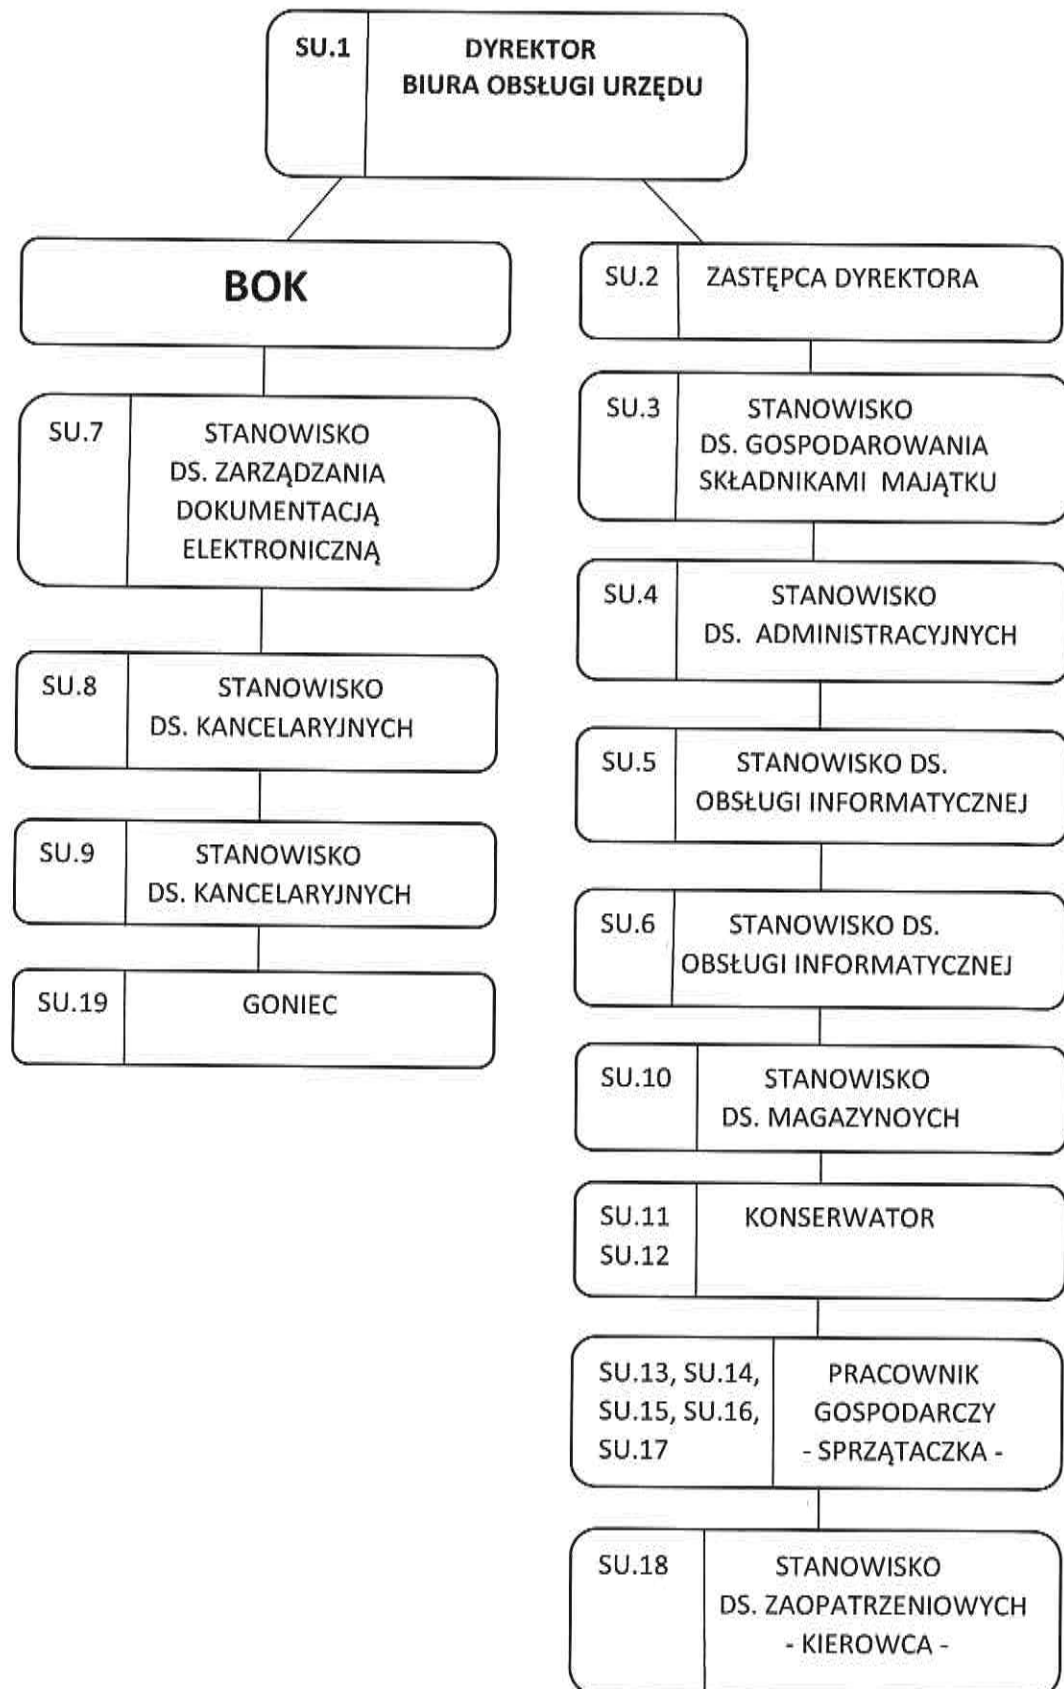 SU.1
DYREKTOR
BIURA OBSŁUGI URZĘDU
BOK
SU.7
STANOWISKO
DS. ZARZĄDZANIA
DOKUMENTACJĄ
ELEKTRONICZNĄ
SU.8
STANOWISKO
DS. KANCELARYJNYCH
SU.9
STANOWISKO
DS. KANCELARYJNYCH
SU.19
GONIEC
SU.2
ZASTĘPCA DYREKTORA
SU.3
STANOWISKO
DS. GOSPODAROWANIA
SKŁADNIKAMI MAJĄTKU
SU.4
STANOWISKO
DS. ADMINISTRACYJNYCH
SU.5
STANOWISKO DS.
OBSŁUGI INFORMATYCZNEJ
SU.6
STANOWISKO DS.
OBSŁUGI INFORMATYCZNEJ
SU.10
STANOWISKO
DS. MAGAZYNOYCH
SU.11
SU.12
KONSERWATOR
SU.13, SU.14,
SU.15, SU.16,
SU.17
PRACOWNIK
GOSPODARCZY
- SPRZĄTACZKA -
SU.18
STANOWISKO
DS. ZAOPATRZENIOWYCH
- KIEROWCA -